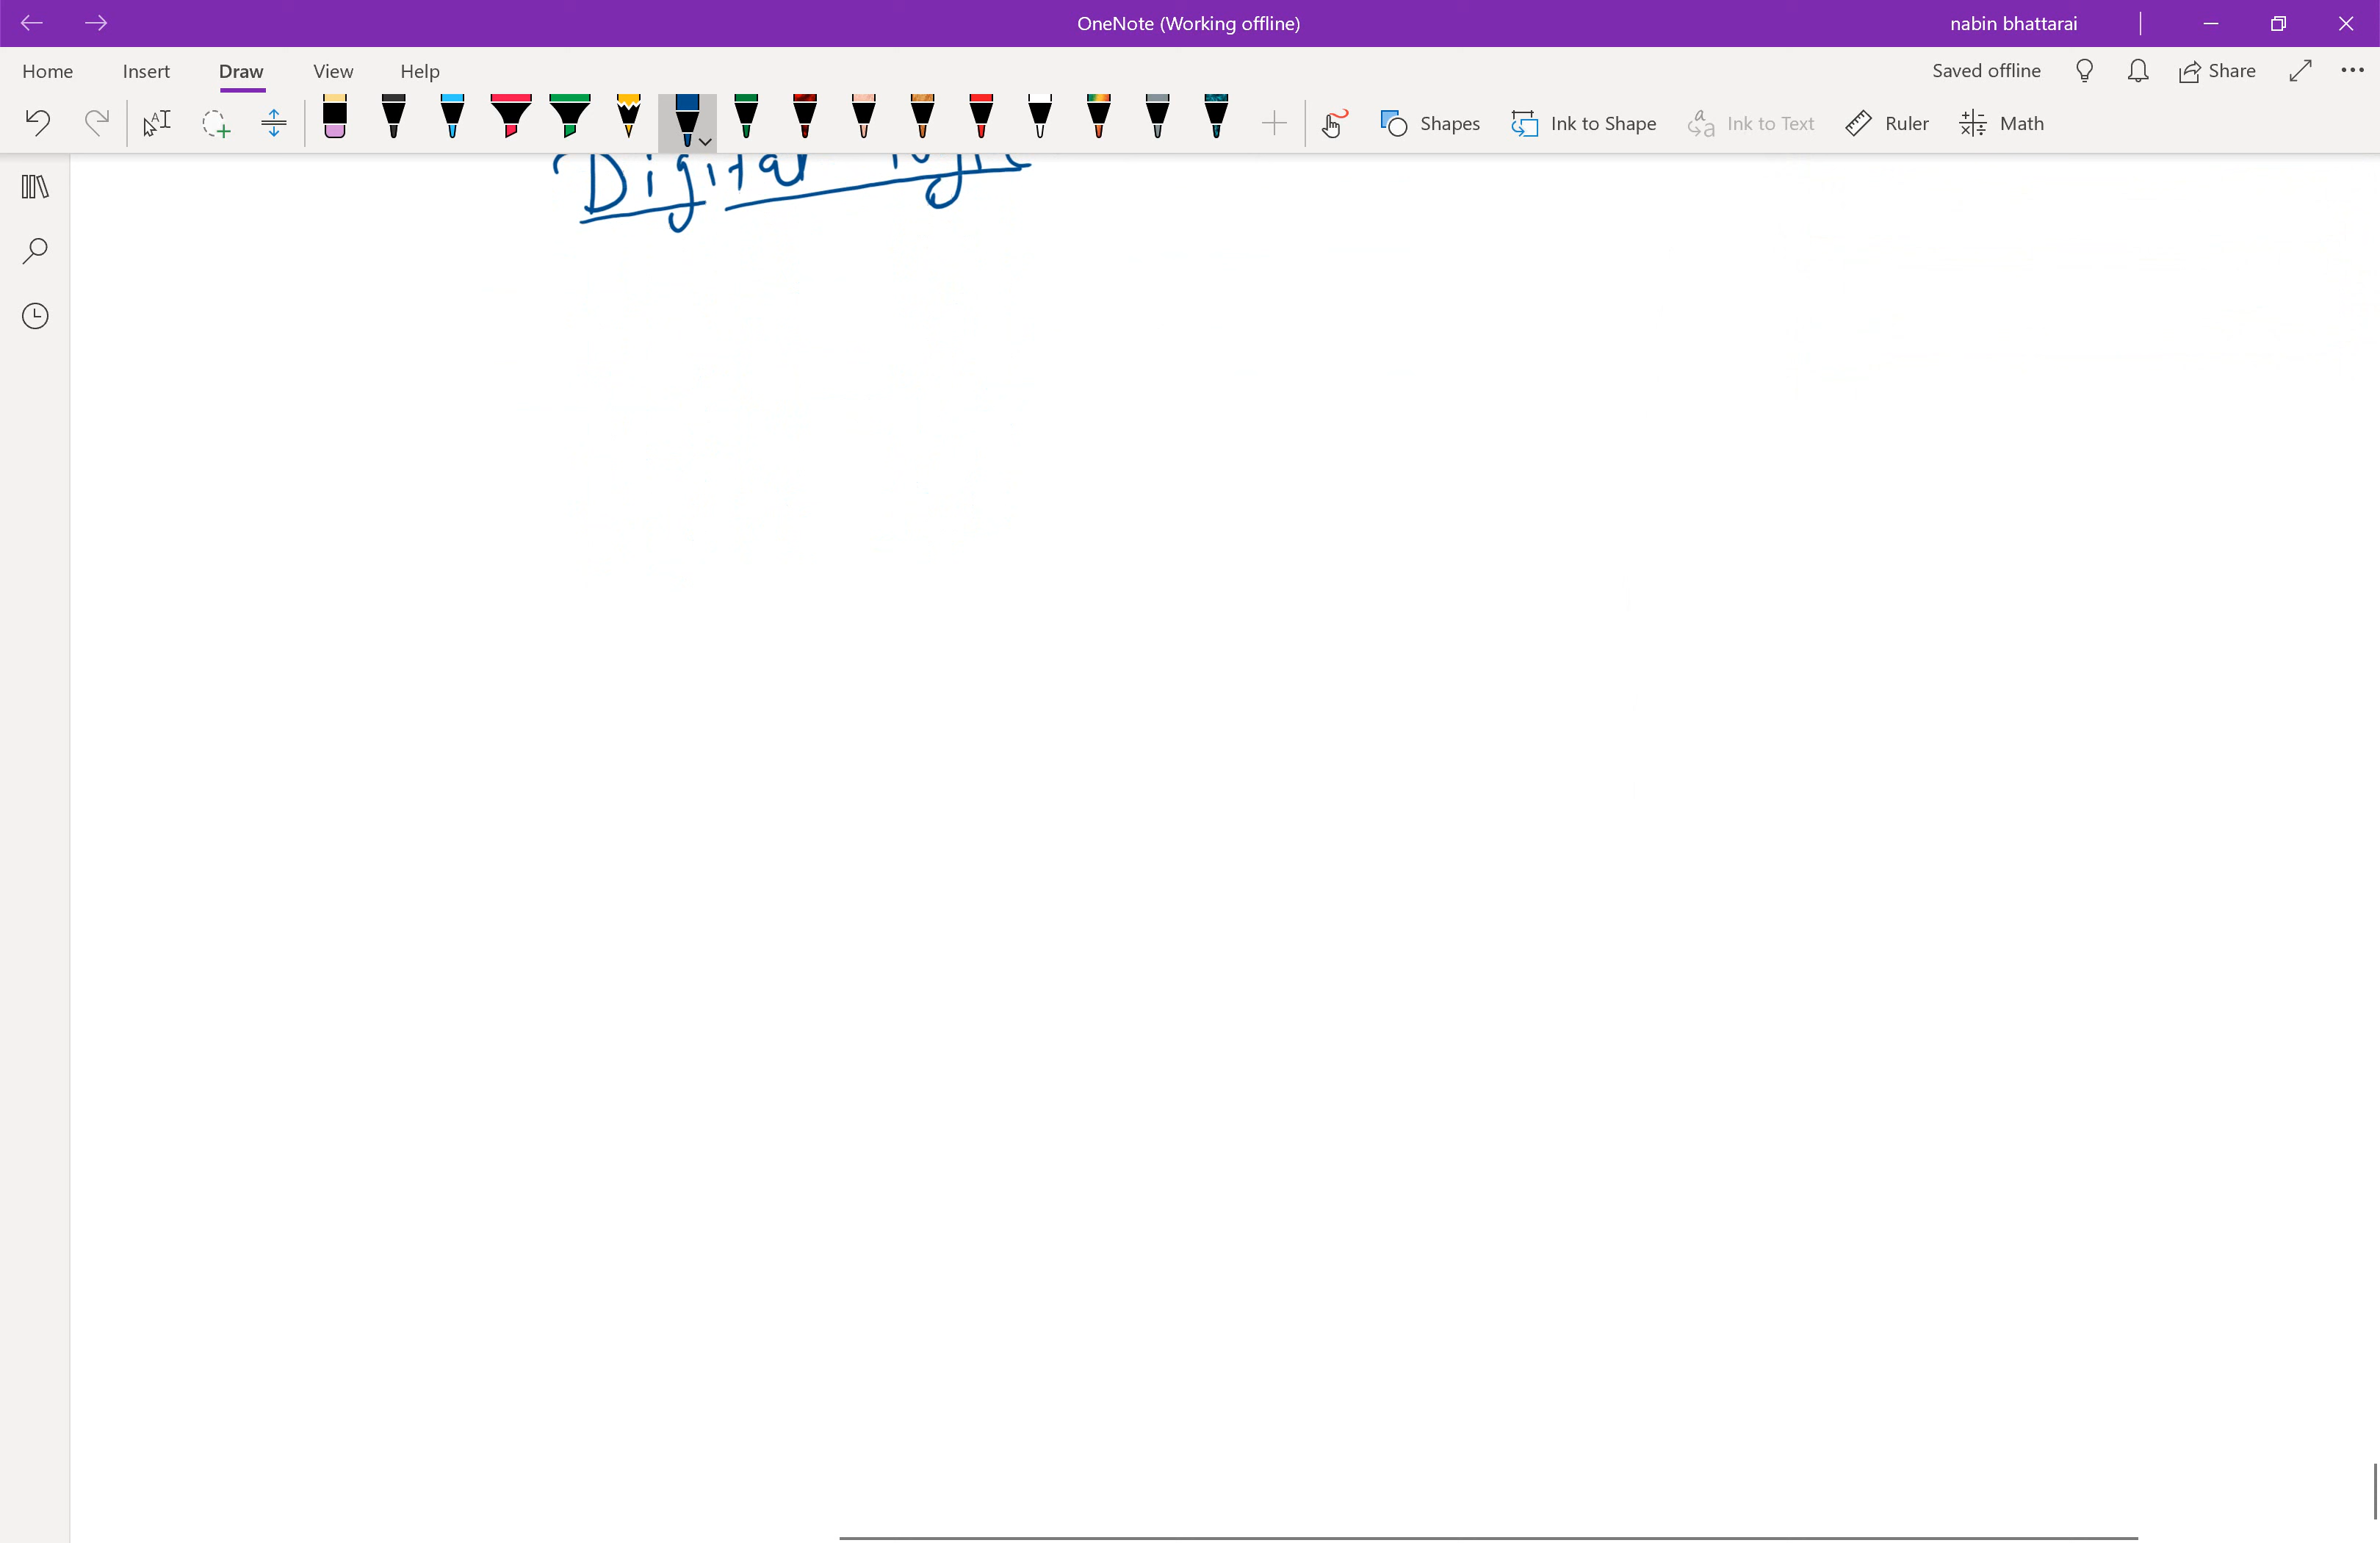 OneNote (Working offline)
nabin bhattarai
Home Insert Draw View Help
Saved offline
Share
Shapes
Ink to Shape
Ink to Text
Ruler
Math
Digital logic